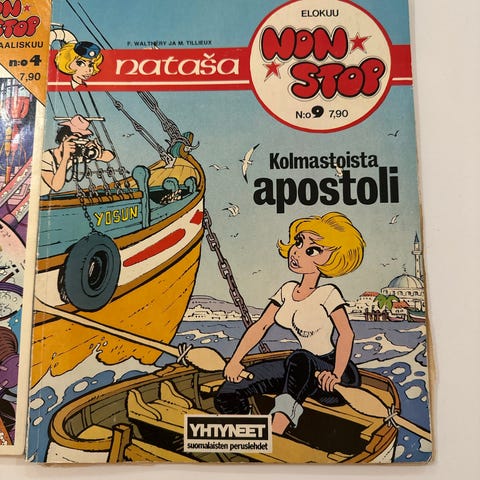 NON
STOP
AALISKUU
N:o 4
7,90
F. WALTHÉRY JA M. TILLIEUX
nataša
ELOKUU
NON
STOP
N:o 9 7,90
Kolmastoista
apostoli
YOSUN
YHTYNEET
suomalaisten peruslehdet